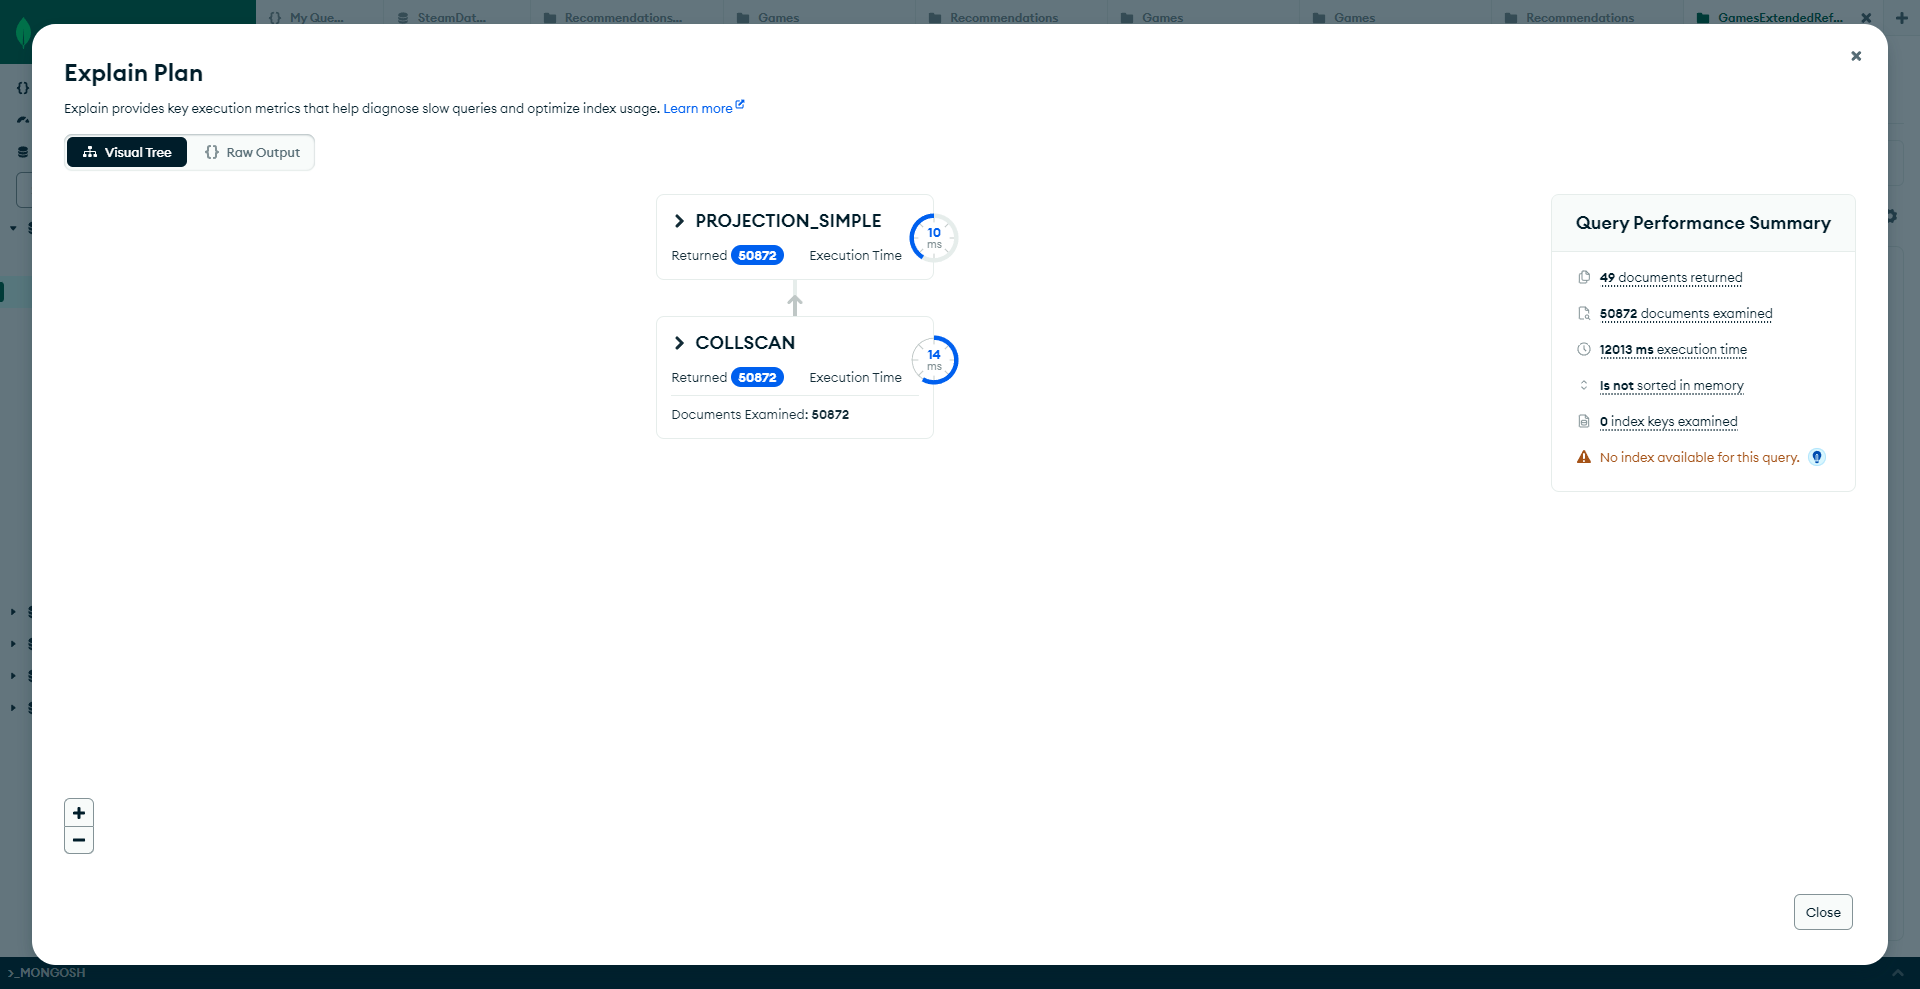 {} My Que...
SteamDat...
Recommendations...
Games
Recommendations
Games
Games
Recommendations
GamesExtendedRef...
Explain Plan
Explain provides key execution metrics that help diagnose slow queries and optimize index usage. Learn more
Visual Tree
{} Raw Output
PROJECTION_SIMPLE
Returned 50872 Execution Time
10
ms
COLLSCAN
Returned 50872 Execution Time
14
ms
Documents Examined: 50872
Query Performance Summary
49 documents returned
50872 documents examined
12013 ms execution time
Is not sorted in memory
0 index keys examined
No index available for this query.
Close
>_MONGOSH